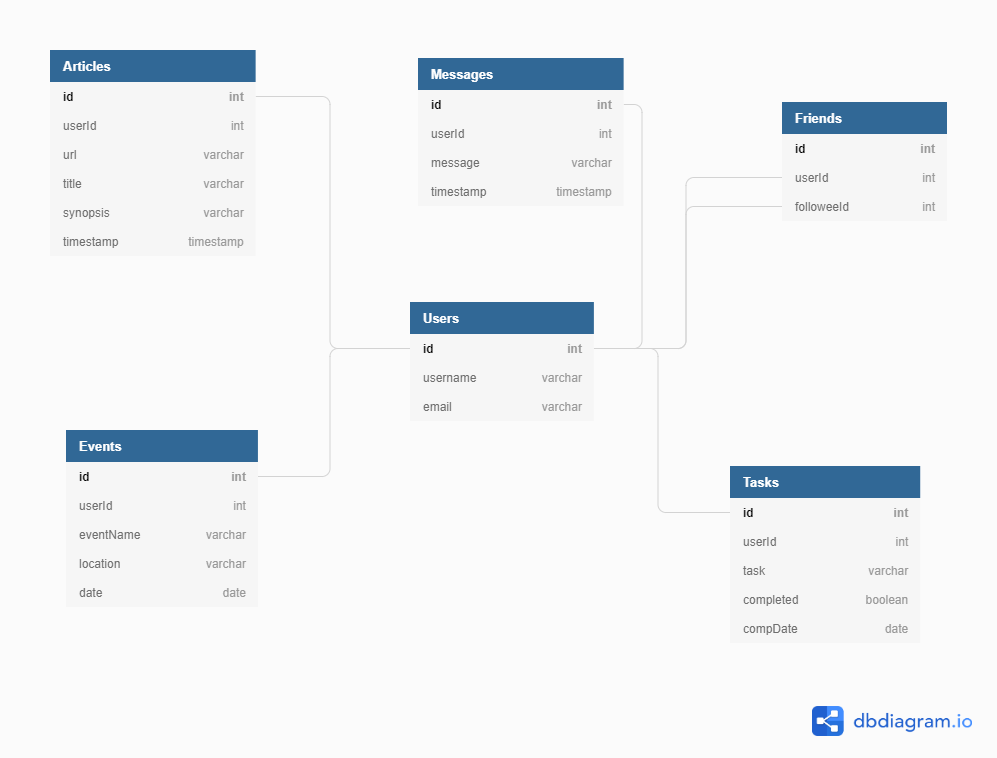 Articles
id int
userId int
url varchar
title varchar
synopsis varchar
timestamp timestamp
Messages
id int
userId int
message varchar
timestamp timestamp
Friends
id int
userId int
followeeId int
Users
id int
username varchar
email varchar
Events
id int
userId int
eventName varchar
location varchar
date date
Tasks
id int
userId int
task varchar
completed boolean
compDate date
dbdiagram.io